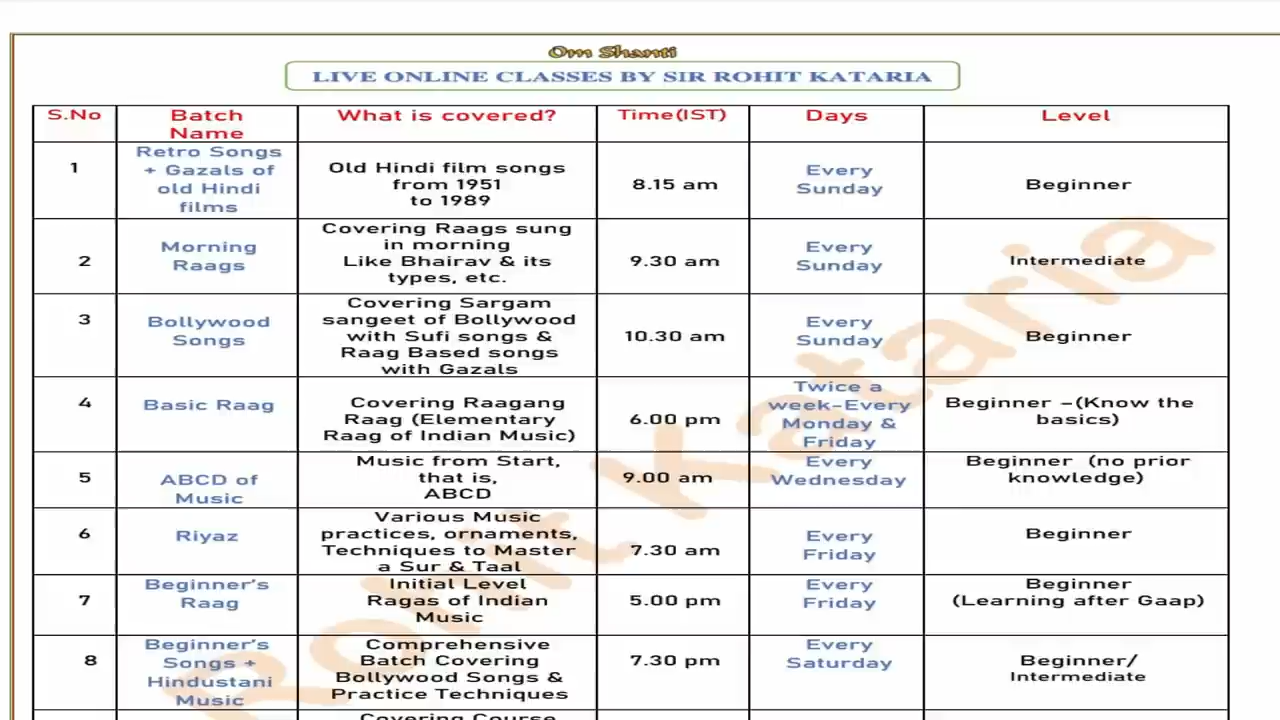 Om Shanti
LIVE ONLINE CLASSES BY SIR ROHIT KATARIA
S.No
Batch
Name
What is covered?
Time(IST)
Days
Level
1
Retro Songs
+ Gazals of
old Hindi
films
Old Hindi film songs
from 1951
to 1989
8.15 am
Every
Sunday
Beginner
2
Morning
Raags
Covering Raags sung
in morning
Like Bhairav & its
types, etc.
9.30 am
Every
Sunday
Intermediate
3
Bollywood
Songs
Covering Sargam
sangeet of Bollywood
with Sufi songs &
Raag Based songs
with Gazals
10.30 am
Every
Sunday
Beginner
4
Basic Raag
Covering Raagang
Raag (Elementary
Raag of Indian Music)
6.00 pm
Twice a
week-Every
Monday &
Friday
Beginner -(Know the
basics)
5
ABCD of
Music
Music from Start,
that is,
ABCD
9.00 am
Every
Wednesday
Beginner (no prior
knowledge)
6
Riyaz
Various Music
practices, ornaments,
Techniques to Master
a Sur & Taal
7.30 am
Every
Friday
Beginner
7
Beginner's
Raag
Initial Level
Ragas of Indian
Music
5.00 pm
Every
Friday
Beginner
(Learning after Gaap)
8
Beginner's
Songs +
Hindustani
Music
Comprehensive
Batch Covering
Bollywood Songs &
Practice Techniques
7.30 pm
Every
Saturday
Beginner/
Intermediate
Covering Course
Rohit Kataria